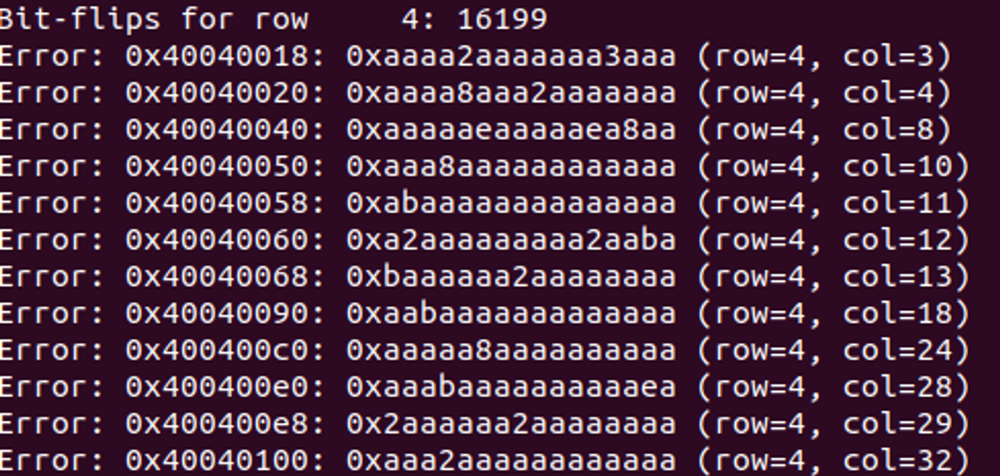 Bit-flips for row     4: 16199
Error: 0x40040018: 0xaaaa2aaaaaaa3aaa (row=4, col=3)
Error: 0x40040020: 0xaaaa8aaa2aaaaaaa (row=4, col=4)
Error: 0x40040040: 0xaaaaaeaaaaaea8aa (row=4, col=8)
Error: 0x40040050: 0xaaa8aaaaaaaaaaaa (row=4, col=10)
Error: 0x40040058: 0xabaaaaaaaaaaaaaa (row=4, col=11)
Error: 0x40040060: 0xa2aaaaaaaaa2aaba (row=4, col=12)
Error: 0x40040068: 0xbaaaaaa2aaaaaaaa (row=4, col=13)
Error: 0x40040090: 0xaabaaaaaaaaaaaaa (row=4, col=18)
Error: 0x400400c0: 0xaaaaa8aaaaaaaaaa (row=4, col=24)
Error: 0x400400e0: 0xaaabaaaaaaaaaaea (row=4, col=28)
Error: 0x400400e8: 0x2aaaaaa2aaaaaaaa (row=4, col=29)
Error: 0x40040100: 0xaaa2aaaaaaaaaaaa (row=4, col=32)